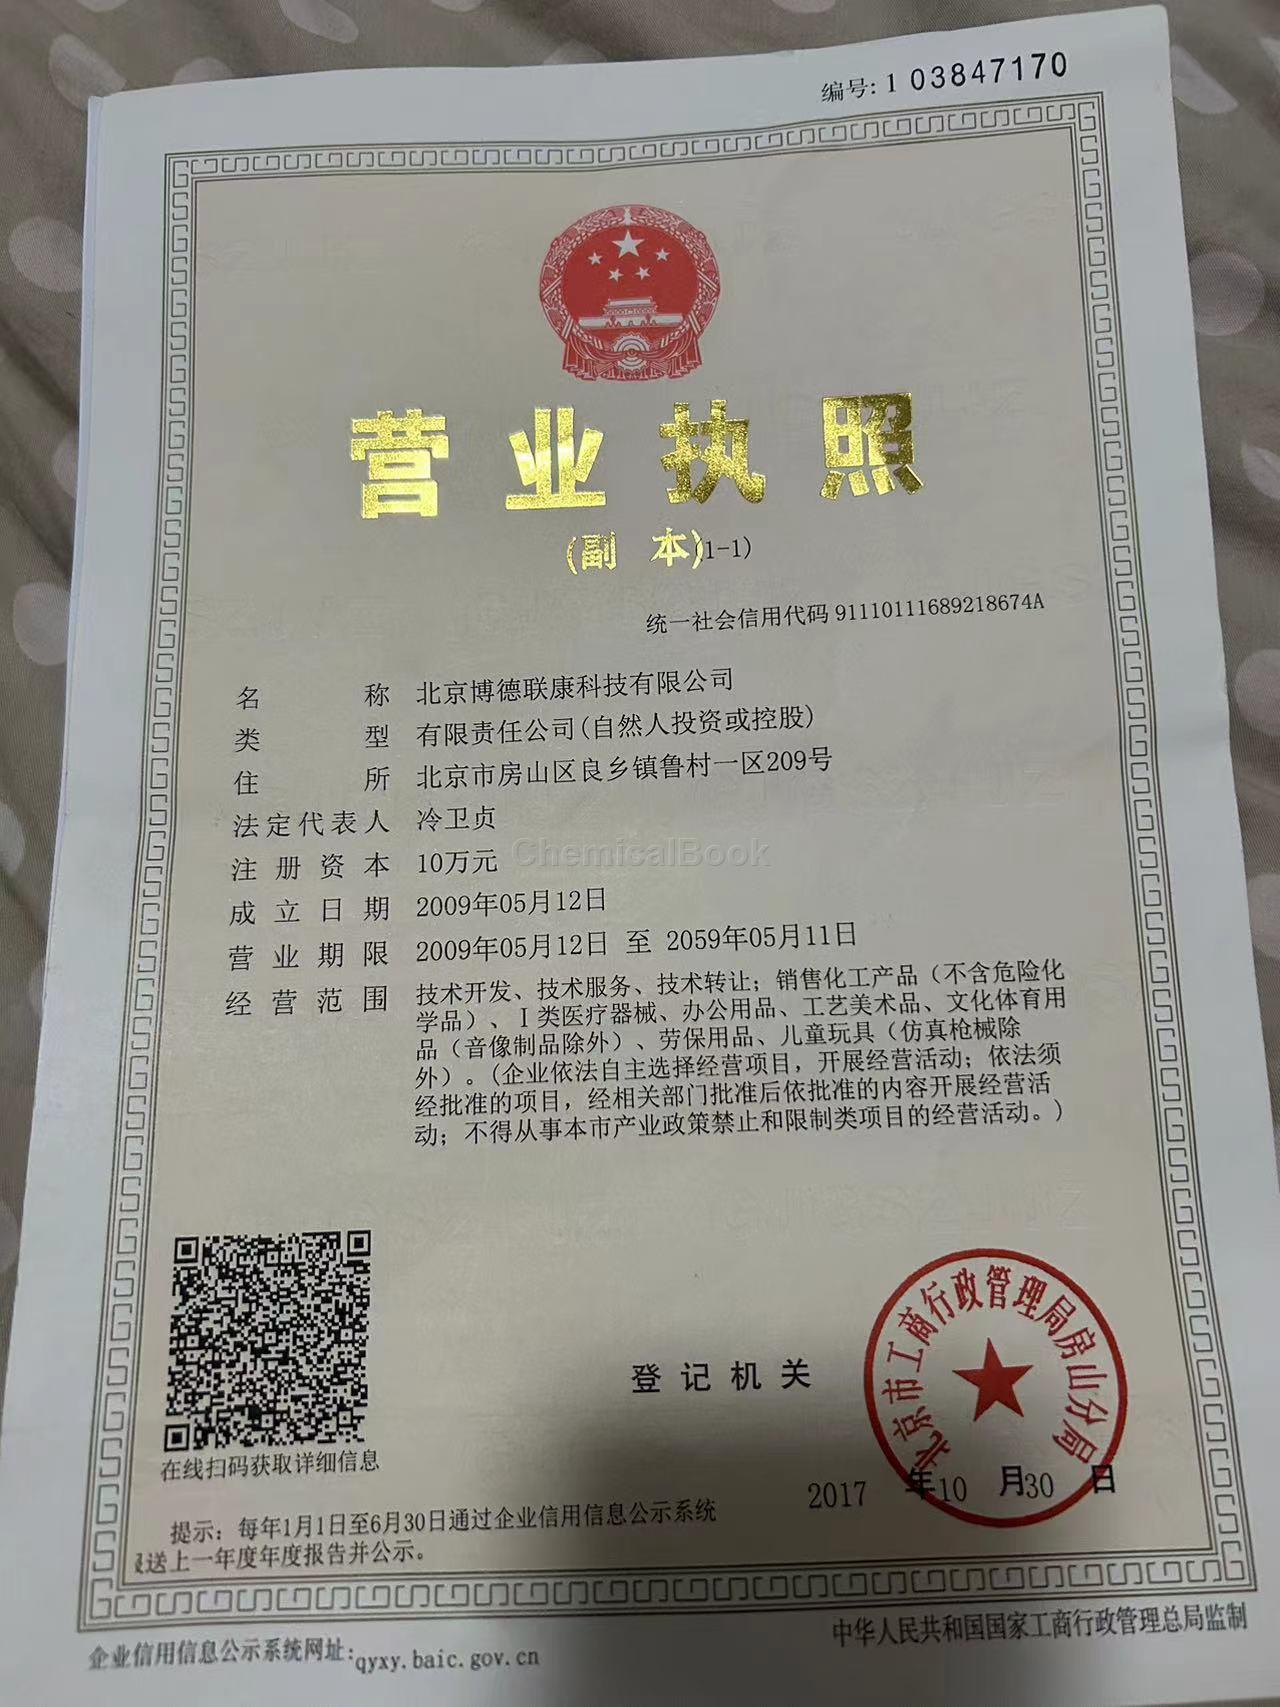 编号: 1 03847170
营业执照
(副 本)(1-1)
统一社会信用代码 91110111689218674A
名 称 北京博德联康科技有限公司
类 型 有限责任公司(自然人投资或控股)
住 所 北京市房山区良乡镇鲁村一区209号
法定代表人 冷卫贞
ChemicalBook
注册资本 10万元
成立日期 2009年05月12日
营业期限 2009年05月12日 至 2059年05月11日
经营范围 技术开发、技术服务、技术转让；销售化工产品（不含危险化
学品）、Ⅰ类医疗器械、办公用品、工艺美术品、文化体育用
品（音像制品除外）、劳保用品、儿童玩具（仿真枪械除
外）。(企业依法自主选择经营项目，开展经营活动；依法须
经批准的项目，经相关部门批准后依批准的内容开展经营活
动；不得从事本市产业政策禁止和限制类项目的经营活动。)
在线扫码获取详细信息
登记机关
北京市工商行政管理局房山分局
2017 年10 月30 日
提示：每年1月1日至6月30日通过企业信用信息公示系统
报送上一年度年度报告并公示。
企业信用信息公示系统网址:qyxy.baic.gov.cn
中华人民共和国国家工商行政管理总局监制